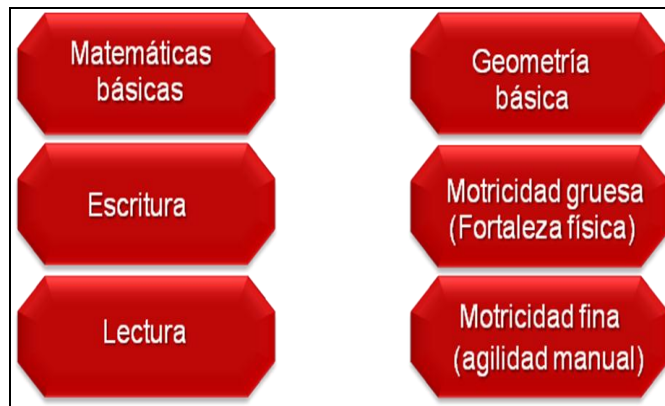 Matemáticas
básicas
Escritura
Lectura
Geometría
básica
Motricidad gruesa
(Fortaleza física)
Motricidad fina
(agilidad manual)